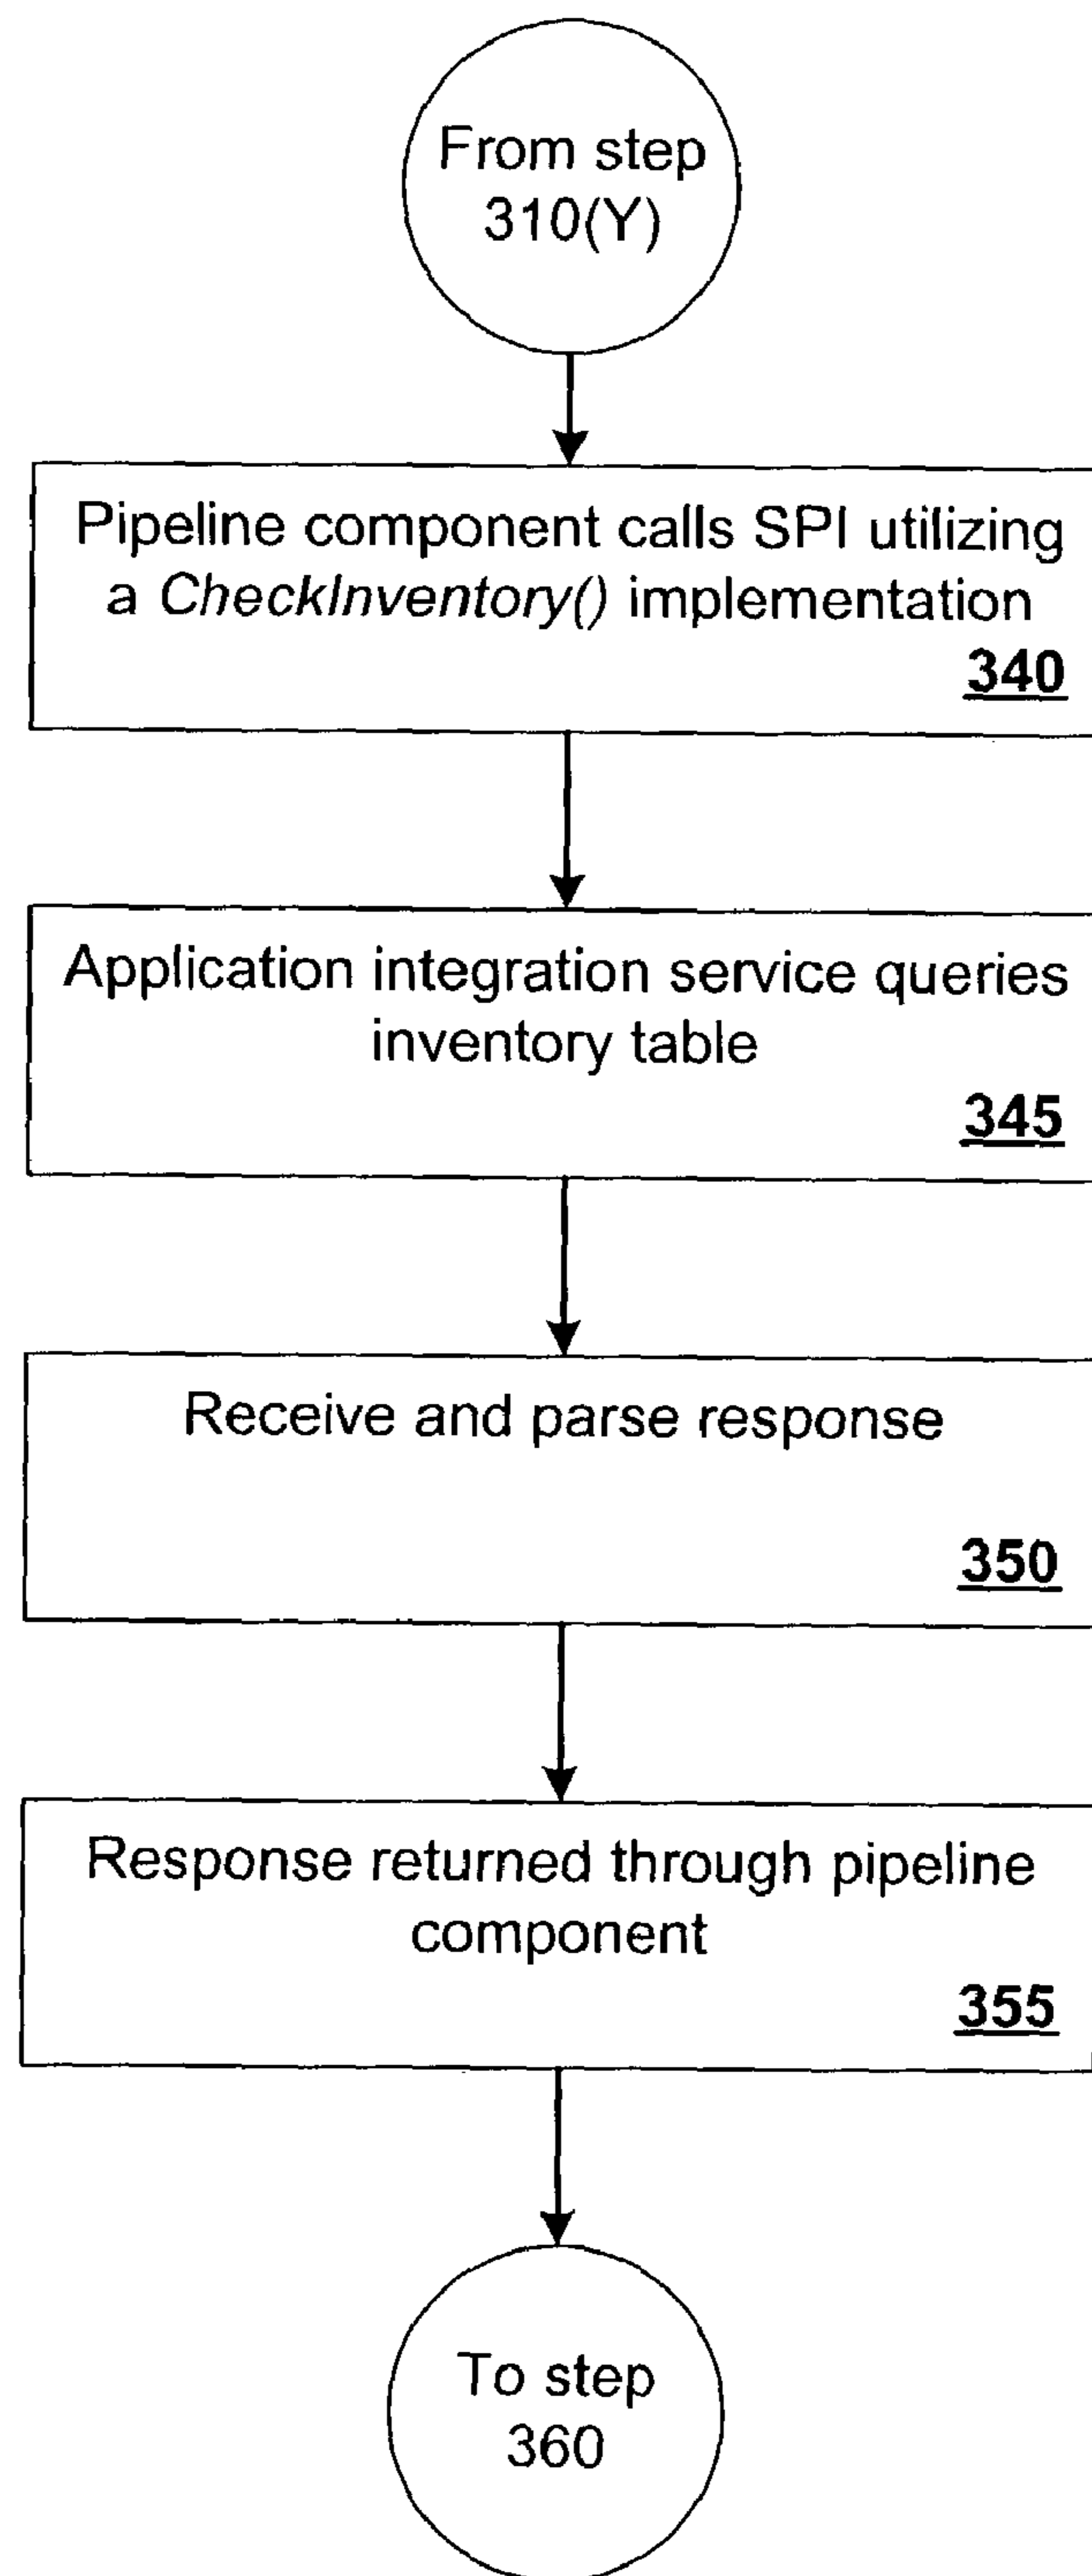 From step
310(Y)
Pipeline component calls SPI utilizing
a CheckInventory() implementation
340
Application integration service queries
inventory table
345
Receive and parse response
350
Response returned through pipeline
component
355
To step
360